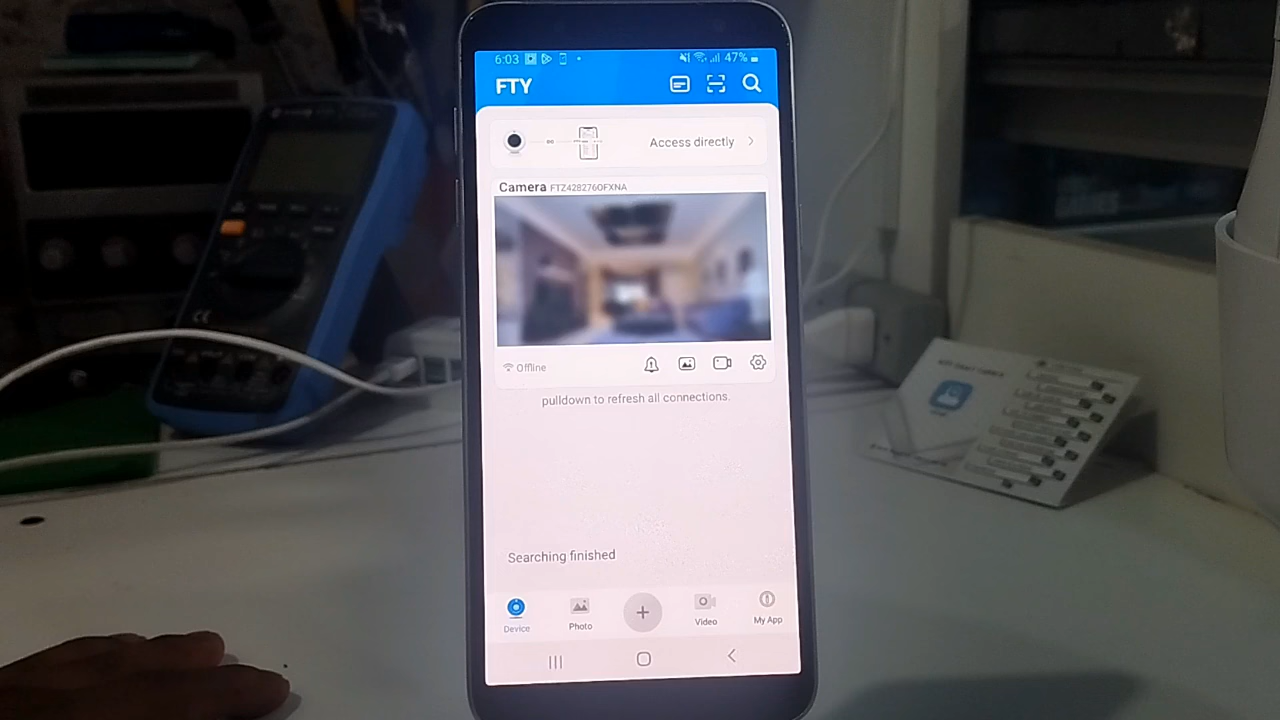 6:03 47%
FTY
Access directly
Camera FTZ428276OFXNA
Offline
pulldown to refresh all connections.
Searching finished
Device Photo + Video My App